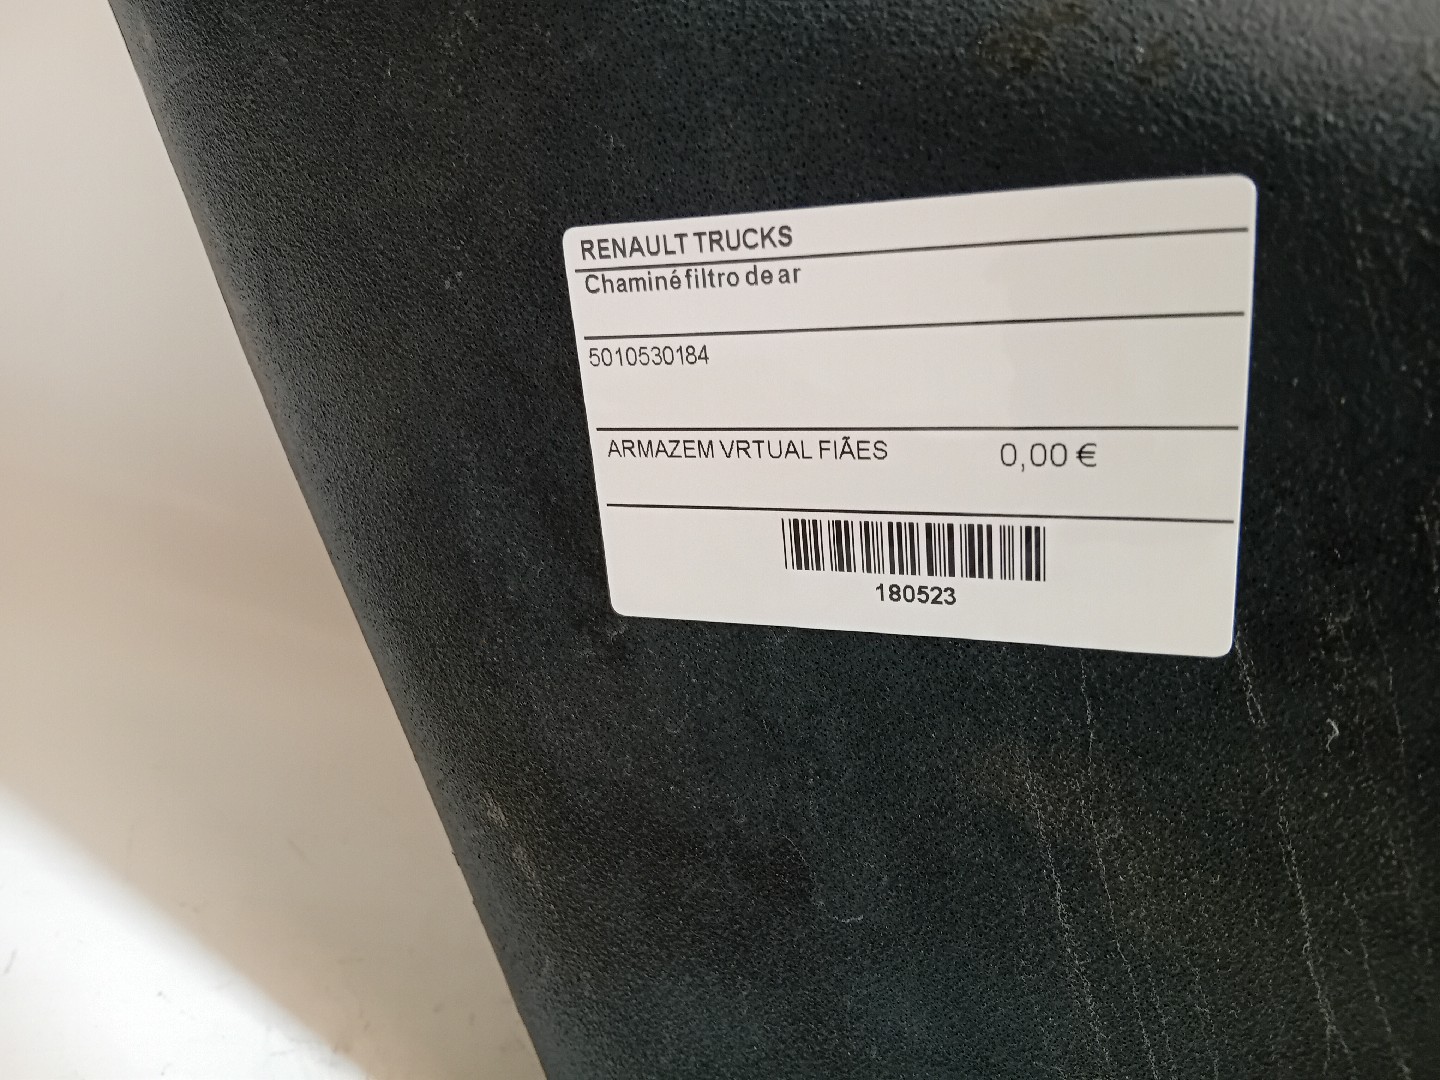 RENAULT TRUCKS
Chaminé filtro de ar
5010530184
ARMAZEM VRTUAL FIÃES 0,00 €
180523